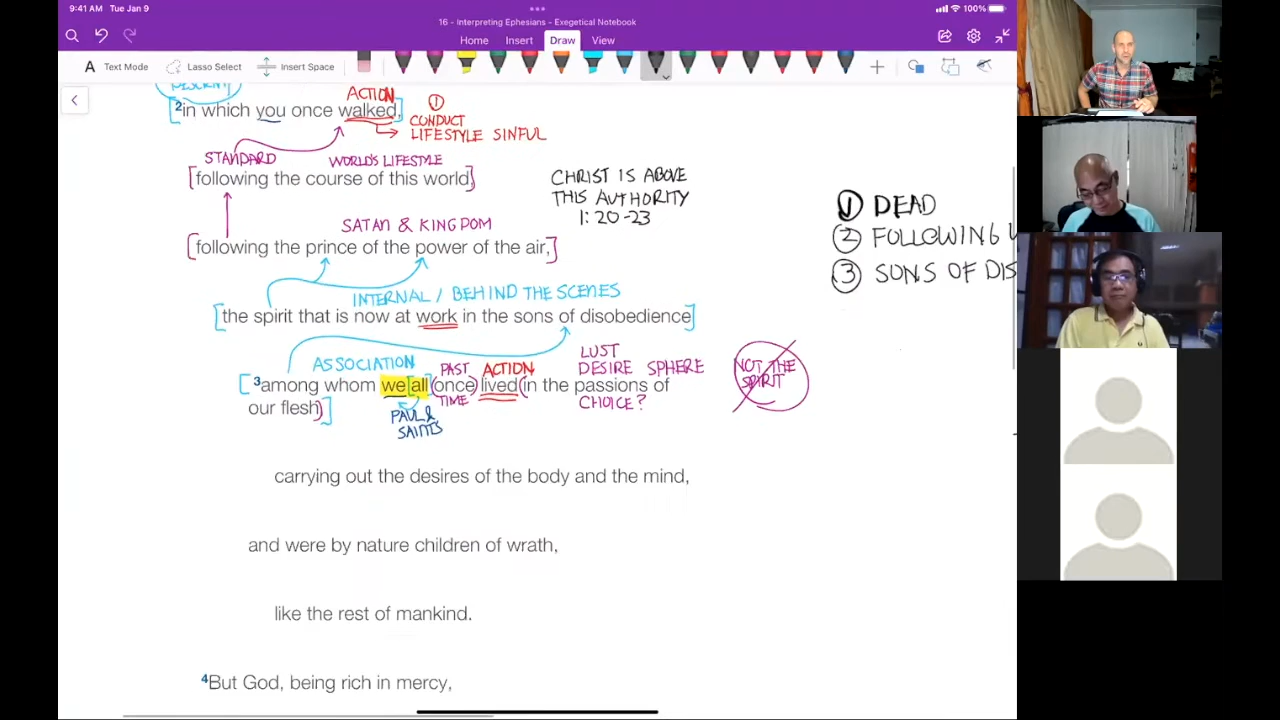 9:41 AM Tue Jan 9
100%
16 - Interpreting Ephesians - Exegetical Notebook
Home Insert Draw View
A Text Mode Lasso Select Insert Space
[2in which you once walked,]
ACTION
1
CONDUCT
LIFESTYLE SINFUL
STANDARD WORLD'S LIFESTYLE
[following the course of this world,]
CHRIST IS ABOVE
THIS AUTHORITY
1:20-23
SATAN & KINGDOM
[following the prince of the power of the air,]
1 DEAD
2 FOLLOWING
3 SONS OF DIS
INTERNAL / BEHIND THE SCENES
[the spirit that is now at work in the sons of disobedience]
ASSOCIATION PAST ACTION
LUST
DESIRE SPHERE
CHOICE?
NOT THE
SPIRIT
[3among whom we [all] (once) lived (in the passions of
our flesh)]
TIME
PAUL &
SAINTS
carrying out the desires of the body and the mind,
and were by nature children of wrath,
like the rest of mankind.
4But God, being rich in mercy,